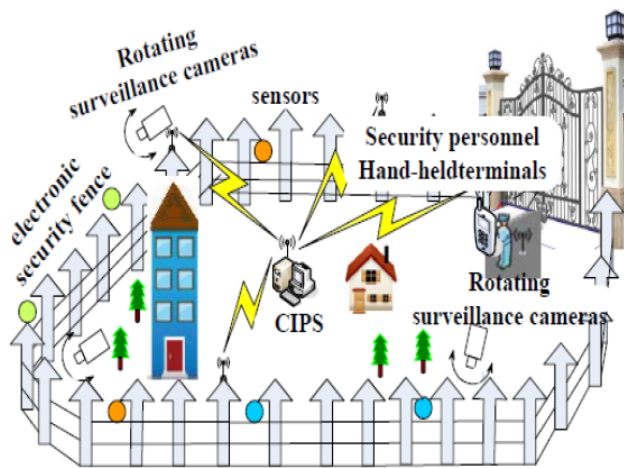 Rotating
surveillance cameras
sensors
Security personnel
Hand-heldterminals
electronic
security fence
CIPS
Rotating
surveillance cameras